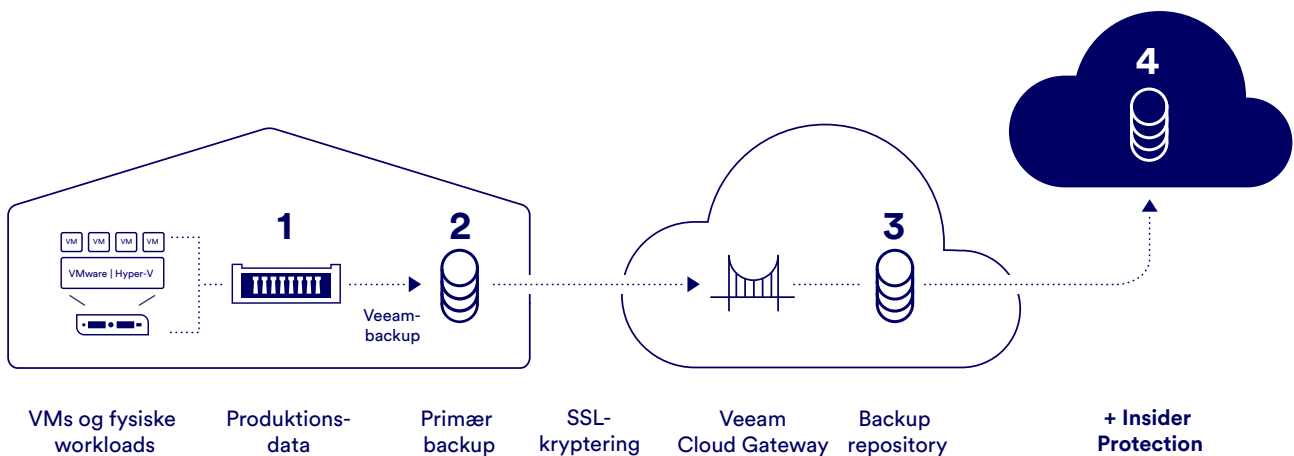 4
1
2
3
VM VM VM VM
VMware | Hyper-V
Veeam-
backup
VMs og fysiske
workloads
Produktions-
data
Primær
backup
SSL-
kryptering
Veeam
Cloud Gateway
Backup
repository
+ Insider
Protection